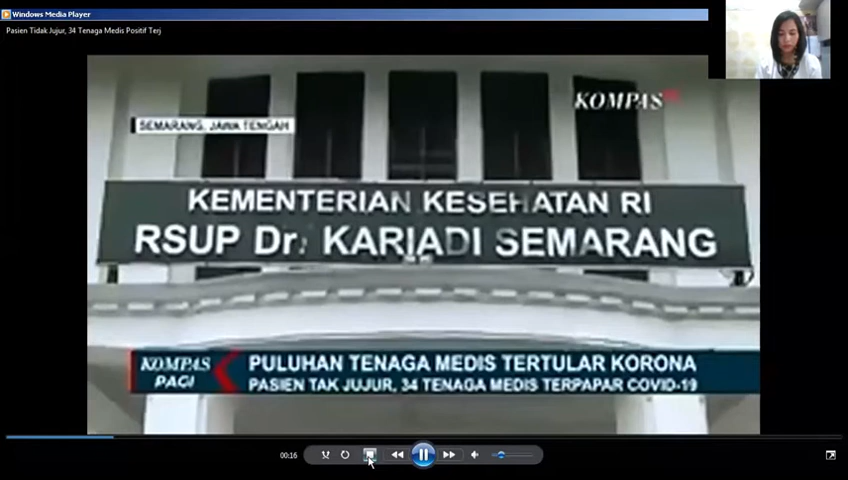 Windows Media Player
Pasien Tidak Jujur, 34 Tenaga Medis Positif Terj
KOMPAS
SEMARANG, JAWA TENGAH
KEMENTERIAN KESEHATAN RI
RSUP Dr. KARIADI SEMARANG
KOMPAS PAGI
PULUHAN TENAGA MEDIS TERTULAR KORONA
PASIEN TAK JUJUR, 34 TENAGA MEDIS TERPAPAR COVID-19
00:16